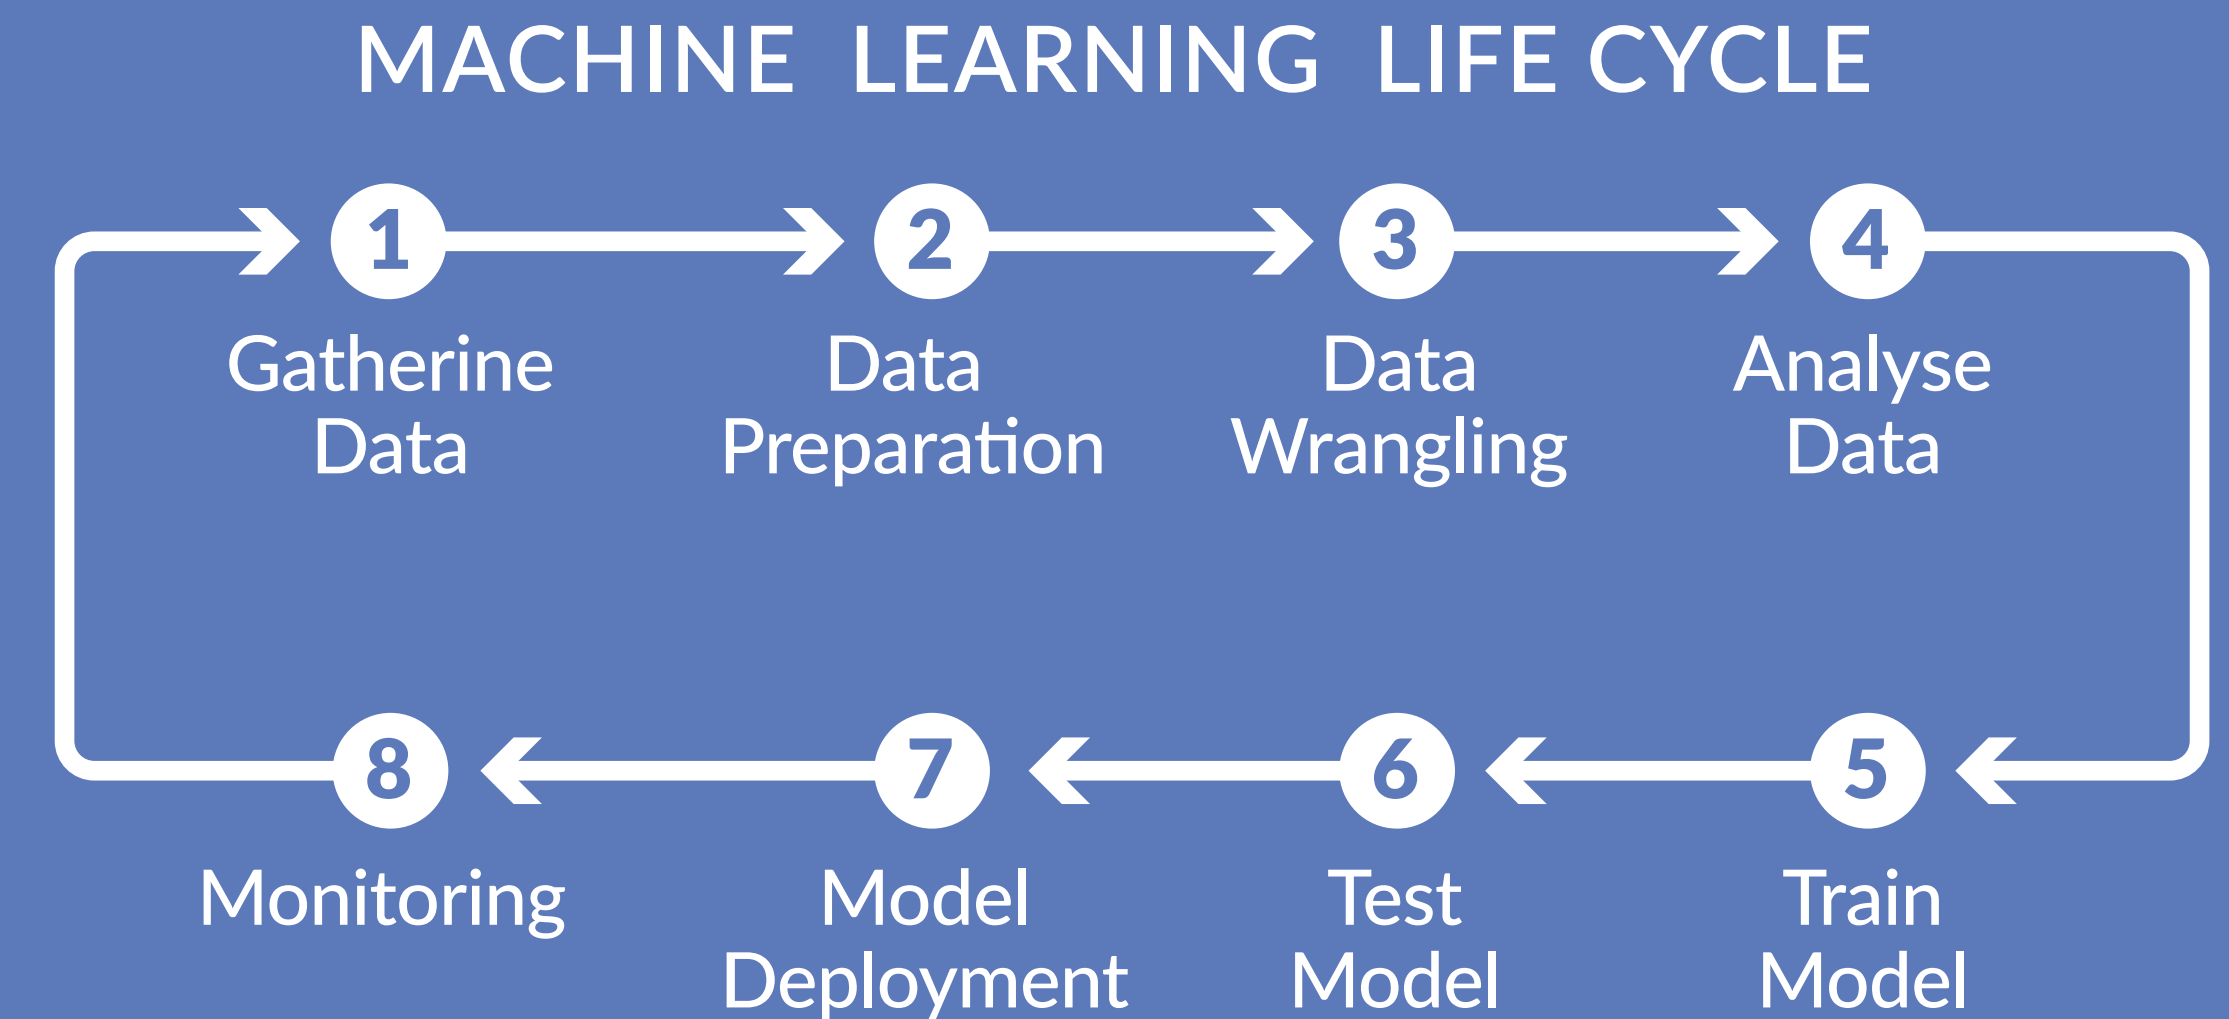 MACHINE LEARNING LIFE CYCLE
1
Gatherine
Data
2
Data
Preparation
3
Data
Wrangling
4
Analyse
Data
5
Train
Model
6
Test
Model
7
Model
Deployment
8
Monitoring